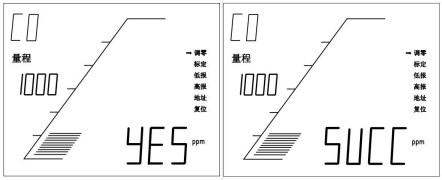 CO
量程
1000
→ 调零
标定
低报
高报
地址
复位
YES ppm
CO
量程
1000
→ 调零
标定
低报
高报
地址
复位
SUCC ppm